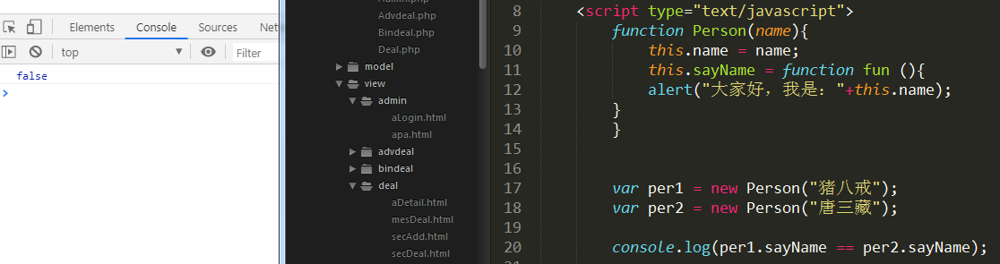 Elements Console Sources Net
top Filter
false
>
Advdeal.php
Bindeal.php
Deal.php
model
view
admin
aLogin.html
apa.html
advdeal
bindeal
deal
aDetail.html
mesDeal.html
secAdd.html
secDeal.html
8 <script type="text/javascript">
9 function Person(name){
10 this.name = name;
11 this.sayName = function fun (){
12 alert("大家好，我是："+this.name);
13 }
14 }
15
16
17 var per1 = new Person("猪八戒");
18 var per2 = new Person("唐三藏");
19
20 console.log(per1.sayName == per2.sayName);